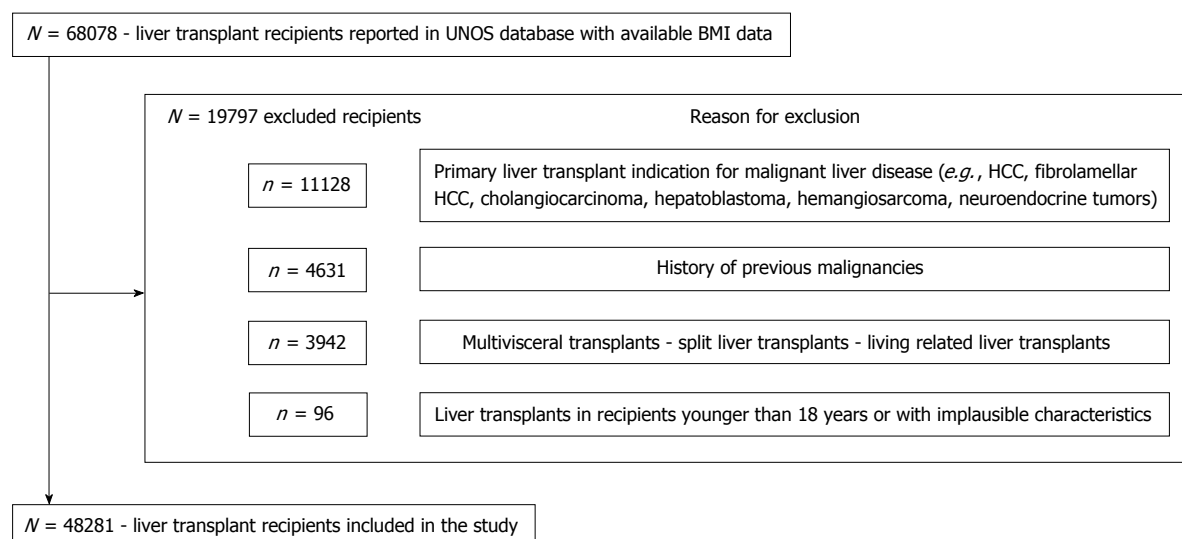 N = 68078 - liver transplant recipients reported in UNOS database with available BMI data
N = 19797 excluded recipients
Reason for exclusion
n = 11128
Primary liver transplant indication for malignant liver disease (e.g., HCC, fibrolamellar
HCC, cholangiocarcinoma, hepatoblastoma, hemangiosarcoma, neuroendocrine tumors)
n = 4631
History of previous malignancies
n = 3942
Multivisceral transplants - split liver transplants - living related liver transplants
n = 96
Liver transplants in recipients younger than 18 years or with implausible characteristics
N = 48281 - liver transplant recipients included in the study